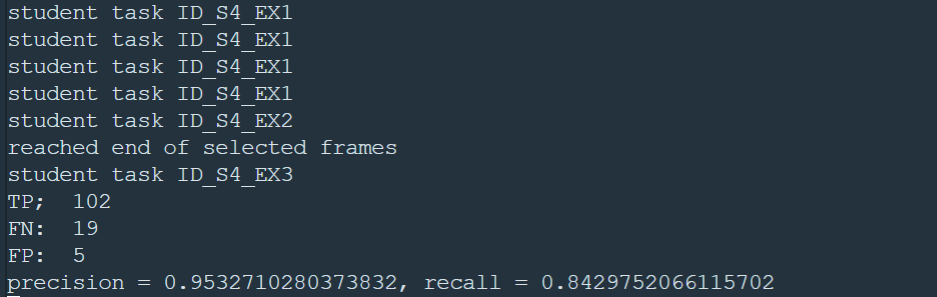 student task ID_S4_EX1
student task ID_S4_EX1
student task ID_S4_EX1
student task ID_S4_EX1
student task ID_S4_EX2
reached end of selected frames
student task ID_S4_EX3
TP;  102
FN:  19
FP:  5
precision = 0.9532710280373832, recall = 0.8429752066115702